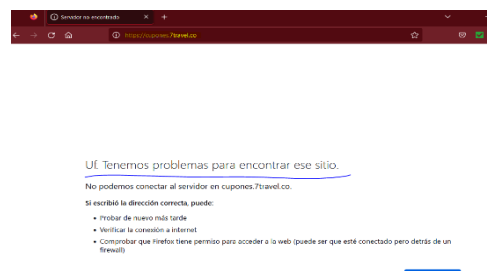 Servidor no encontrado
https://cupones.7travel.co
Uf. Tenemos problemas para encontrar ese sitio.
No podemos conectar al servidor en cupones.7travel.co.
Si escribió la dirección correcta, puede:
Probar de nuevo más tarde
Verificar la conexión a internet
Comprobar que Firefox tiene permiso para acceder a la web (puede ser que esté conectado pero detrás de un
firewall)